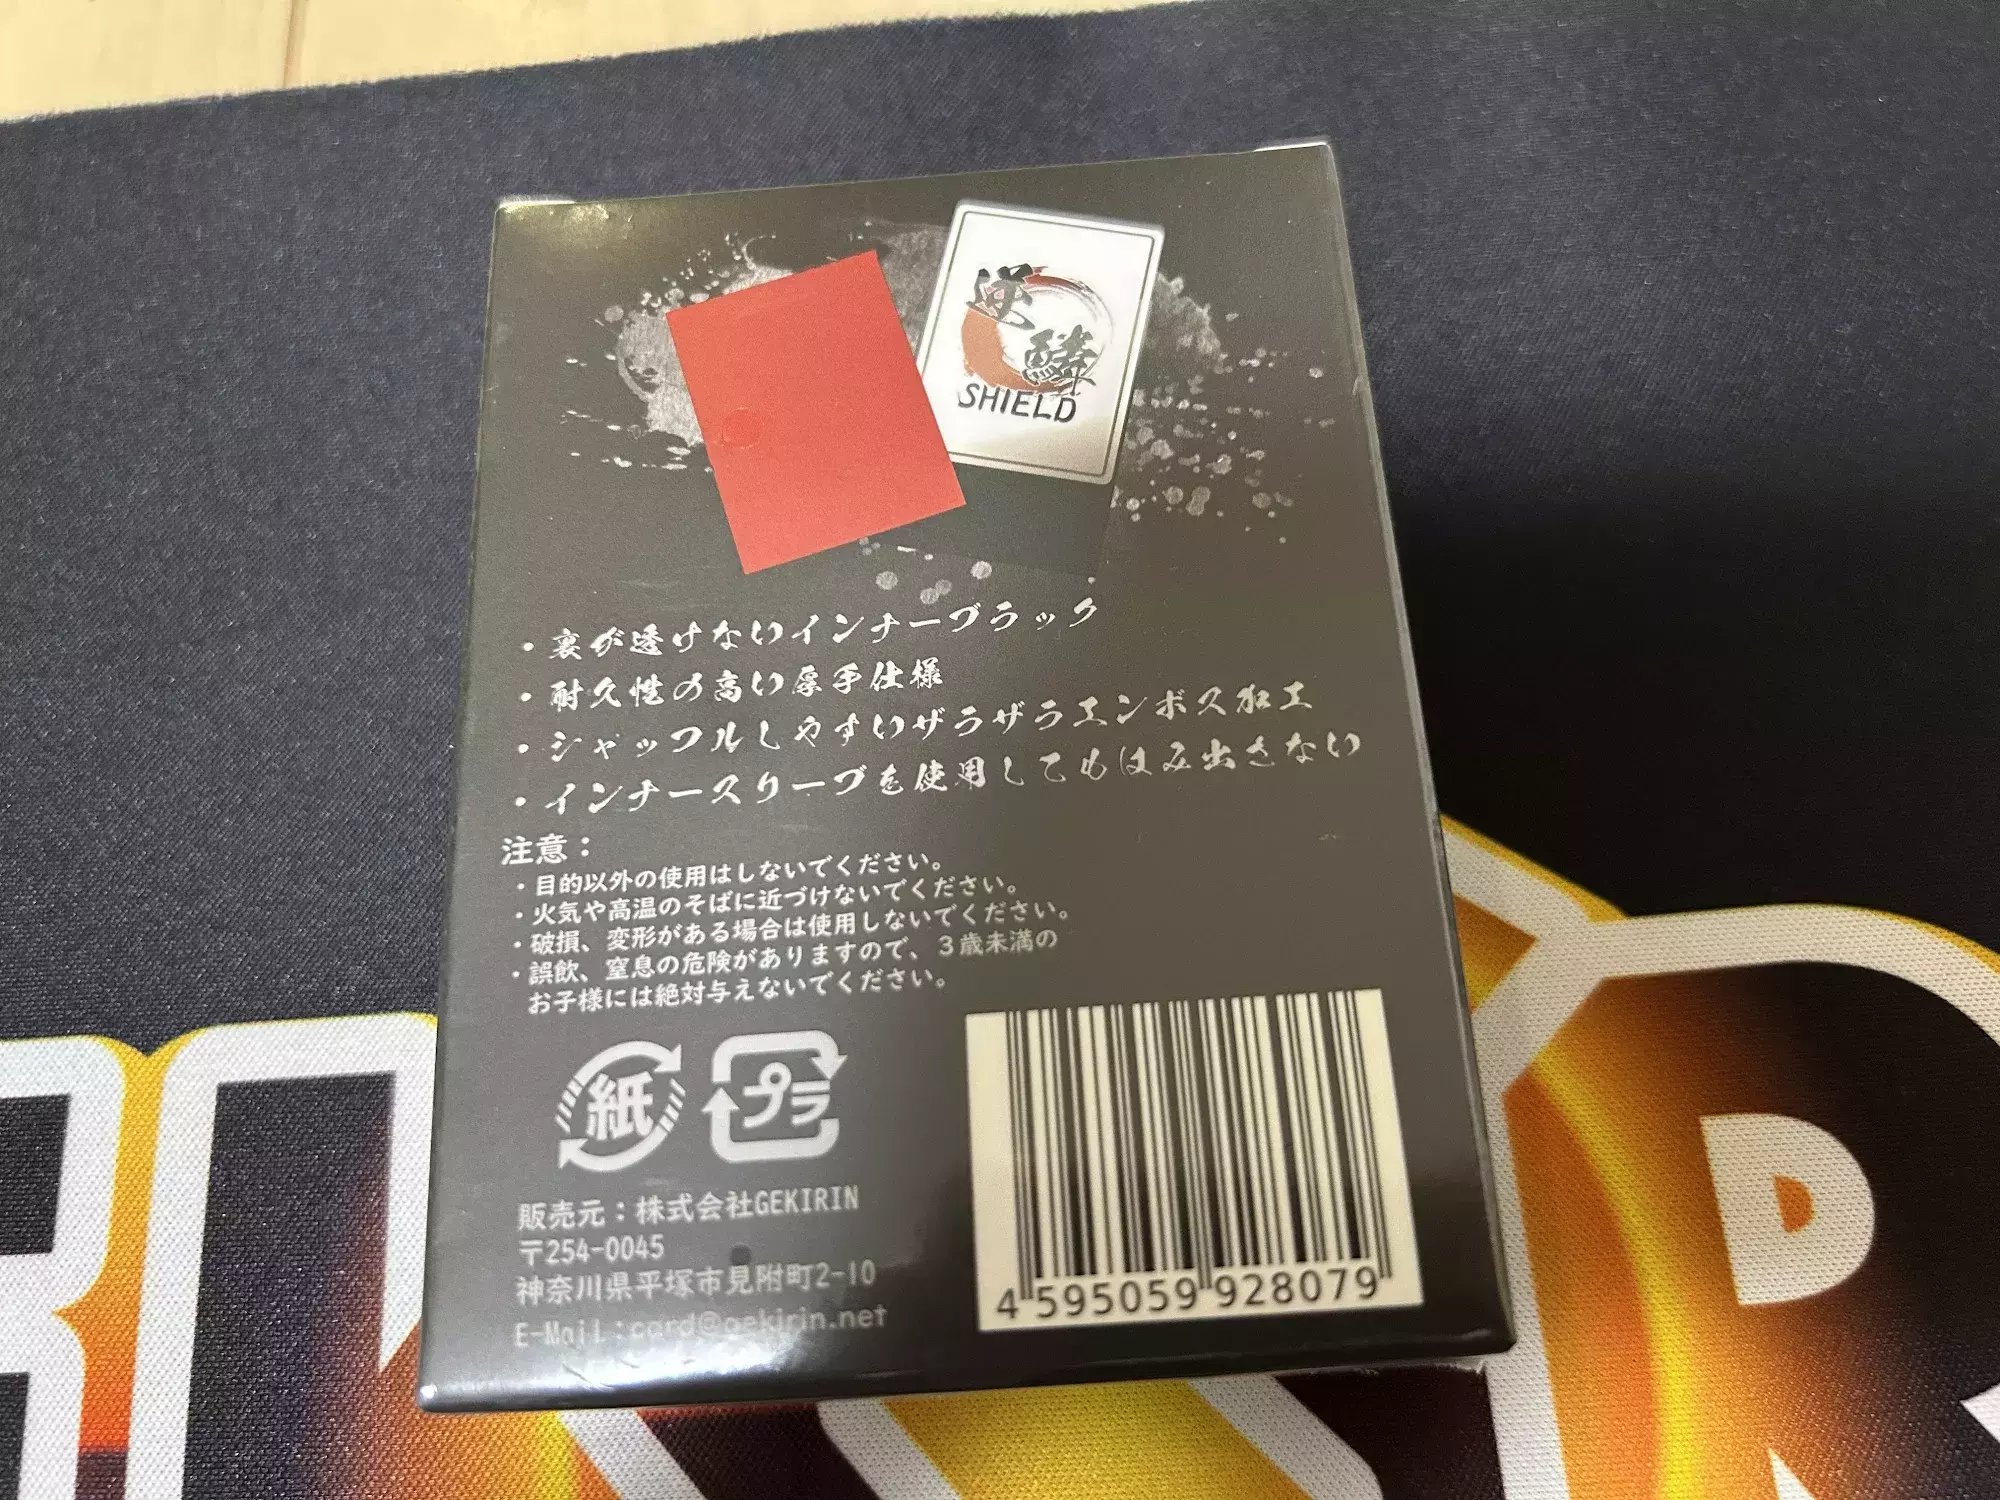 逆鱗
SHIELD
・裏が透けないインナーブラック
・耐久性の高い厚手仕様
・シャッフルしやすいザラザラエンボス加工
・インナースリーブを使用してもはみ出さない
注意：
・目的以外の使用はしないでください。
・火気や高温のそばに近づけないでください。
・破損、変形がある場合は使用しないでください。
・誤飲、窒息の危険がありますので、３歳未満の
お子様には絶対与えないでください。
紙
プラ
販売元：株式会社GEKIRIN
〒254-0045
神奈川県平塚市見附町2-10
E-Mail:card@gekirin.net
4 595059 928079
R